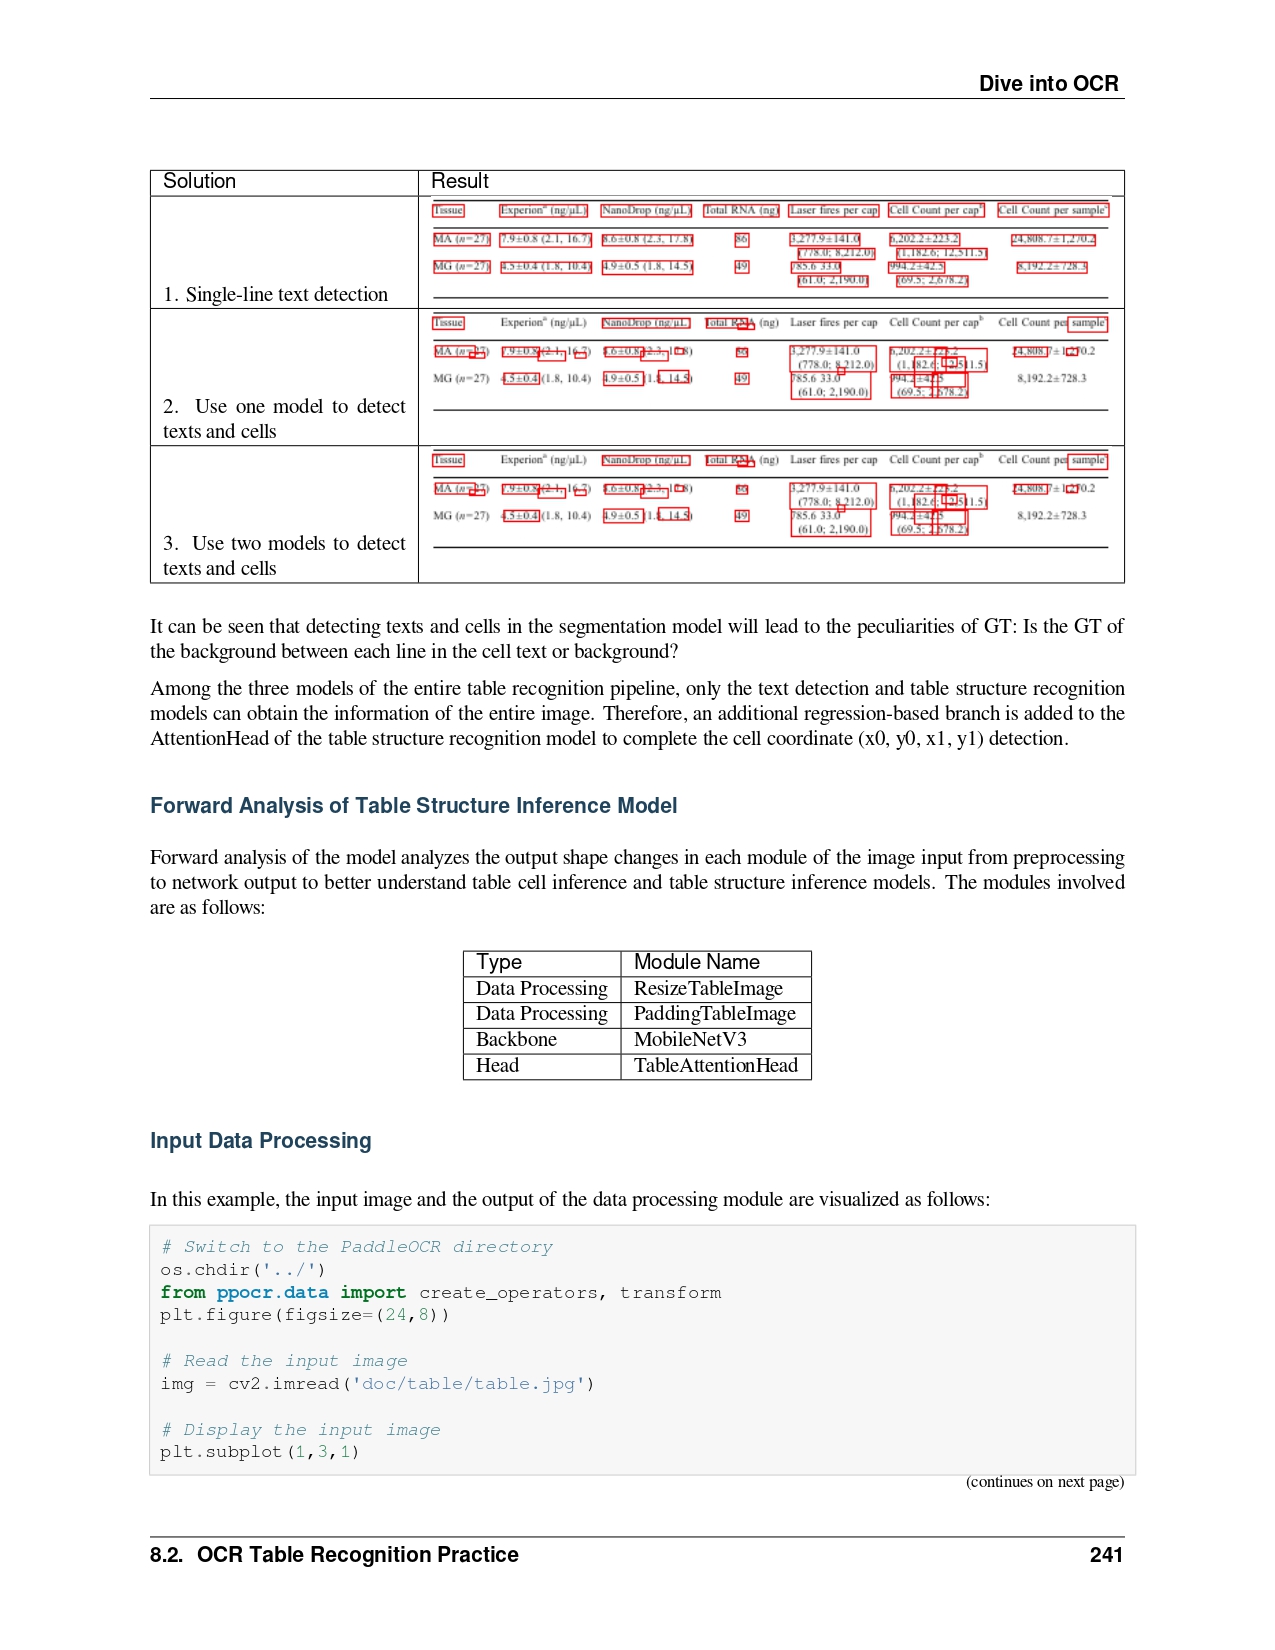 Dive into OCR
Solution Result
Tissue Experionª (ng/μL) NanoDrop (ng/μL) Total RNA (ng) Laser fires per cap Cell Count per capᵇ Cell Count per sample
MA (n=27) 7.9±0.8 (2.1, 16.7) 8.6±0.8 (2.3, 17.8) 86 3,277.9±141.0 6,202.2±223.2 24,808.7±1,270.2
(778.0; 8,212.0) (1,182.6; 12,511.5)
MG (n=27) 4.5±0.4 (1.8, 10.4) 4.9±0.5 (1.8, 14.5) 49 785.6 33.0 994.2±42.5 8,192.2±728.3
(61.0; 2,190.0) (69.5; 2,678.2)
1. Single-line text detection
Tissue Experionª (ng/μL) NanoDrop (ng/μL) Total RNA (ng) Laser fires per cap Cell Count per capᵇ Cell Count per sample
MA (n=27) 7.9±0.8 (2.1, 16.7) 8.6±0.8 (2.3, 17.8) 86 3,277.9±141.0 6,202.2±223.2 24,808.7±1,270.2
(778.0; 8,212.0) (1,182.6; 12,511.5)
MG (n=27) 4.5±0.4 (1.8, 10.4) 4.9±0.5 (1.8, 14.5) 49 785.6 33.0 994.2±42.5 8,192.2±728.3
(61.0; 2,190.0) (69.5; 2,678.2)
2. Use one model to detect
texts and cells
Tissue Experionª (ng/μL) NanoDrop (ng/μL) Total RNA (ng) Laser fires per cap Cell Count per capᵇ Cell Count per sample
MA (n=27) 7.9±0.8 (2.1, 16.7) 8.6±0.8 (2.3, 17.8) 86 3,277.9±141.0 6,202.2±223.2 24,808.7±1,270.2
(778.0; 8,212.0) (1,182.6; 12,511.5)
MG (n=27) 4.5±0.4 (1.8, 10.4) 4.9±0.5 (1.8, 14.5) 49 785.6 33.0 994.2±42.5 8,192.2±728.3
(61.0; 2,190.0) (69.5; 2,678.2)
3. Use two models to detect
texts and cells
It can be seen that detecting texts and cells in the segmentation model will lead to the peculiarities of GT: Is the GT of
the background between each line in the cell text or background?
Among the three models of the entire table recognition pipeline, only the text detection and table structure recognition
models can obtain the information of the entire image. Therefore, an additional regression-based branch is added to the
AttentionHead of the table structure recognition model to complete the cell coordinate (x0, y0, x1, y1) detection.
Forward Analysis of Table Structure Inference Model
Forward analysis of the model analyzes the output shape changes in each module of the image input from preprocessing
to network output to better understand table cell inference and table structure inference models. The modules involved
are as follows:
Type Module Name
Data Processing ResizeTableImage
Data Processing PaddingTableImage
Backbone MobileNetV3
Head TableAttentionHead
Input Data Processing
In this example, the input image and the output of the data processing module are visualized as follows:
# Switch to the PaddleOCR directory
os.chdir('../')
from ppocr.data import create_operators, transform
plt.figure(figsize=(24,8))
# Read the input image
img = cv2.imread('doc/table/table.jpg')
# Display the input image
plt.subplot(1,3,1)
(continues on next page)
8.2. OCR Table Recognition Practice 241